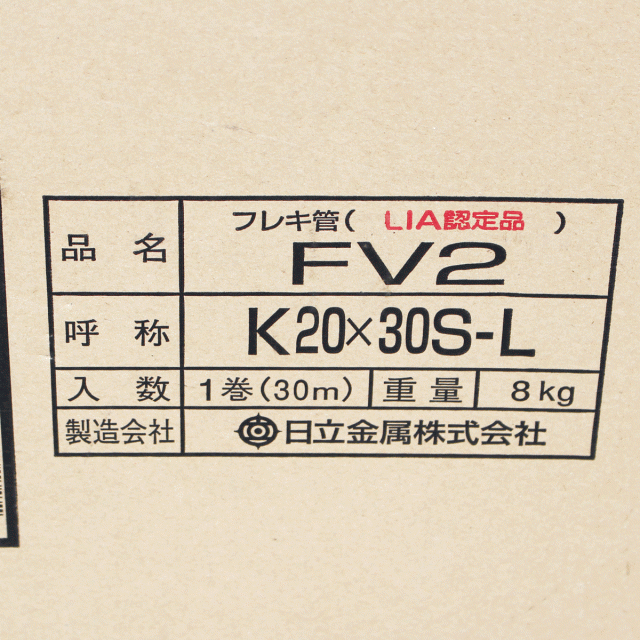 フレキ管( LIA認定品 )
品名 FV2
呼称 K20×30S-L
入数 1巻(30m) 重量 8kg
製造会社 日立金属株式会社